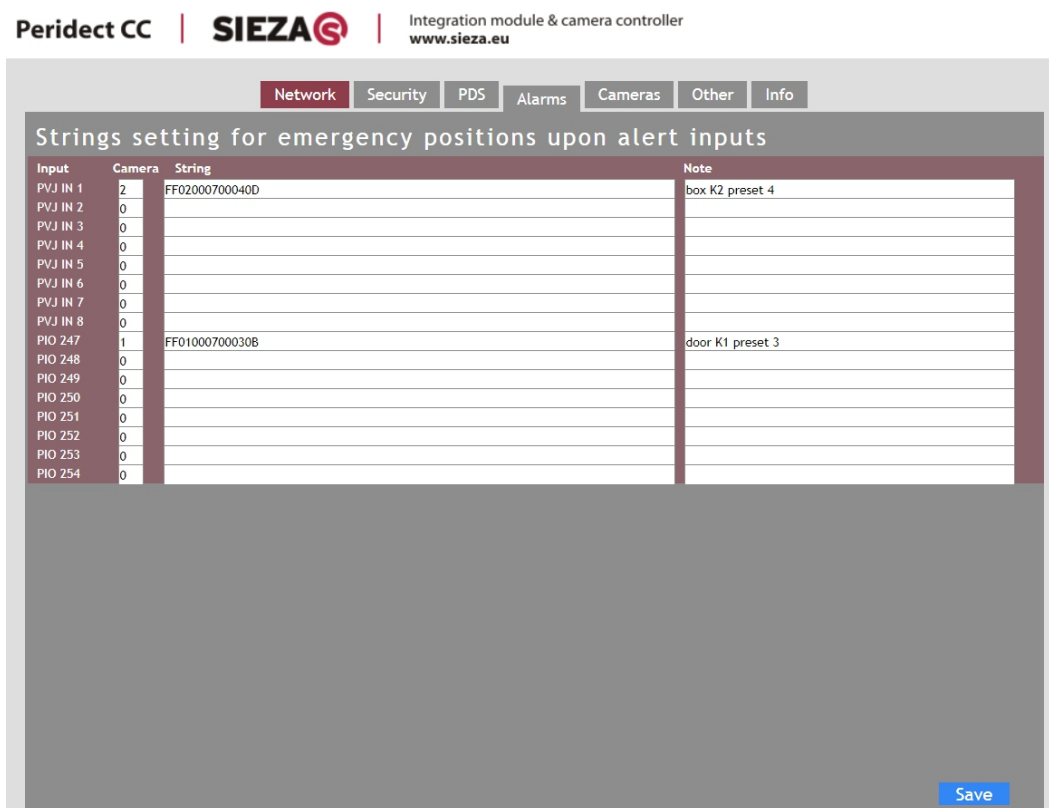 Peridect CC | SIEZA | Integration module & camera controller
www.sieza.eu
Network Security PDS Alarms Cameras Other Info
Strings setting for emergency positions upon alert inputs
Input Camera String Note
PVJ IN 1 2 FF02000700040D box K2 preset 4
PVJ IN 2 0
PVJ IN 3 0
PVJ IN 4 0
PVJ IN 5 0
PVJ IN 6 0
PVJ IN 7 0
PVJ IN 8 0
PIO 247 1 FF01000700030B door K1 preset 3
PIO 248 0
PIO 249 0
PIO 250 0
PIO 251 0
PIO 252 0
PIO 253 0
PIO 254 0
Save